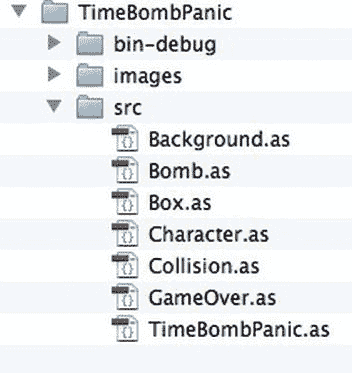 TimeBombPanic
bin-debug
images
src
Background.as
Bomb.as
Box.as
Character.as
Collision.as
GameOver.as
TimeBombPanic.as